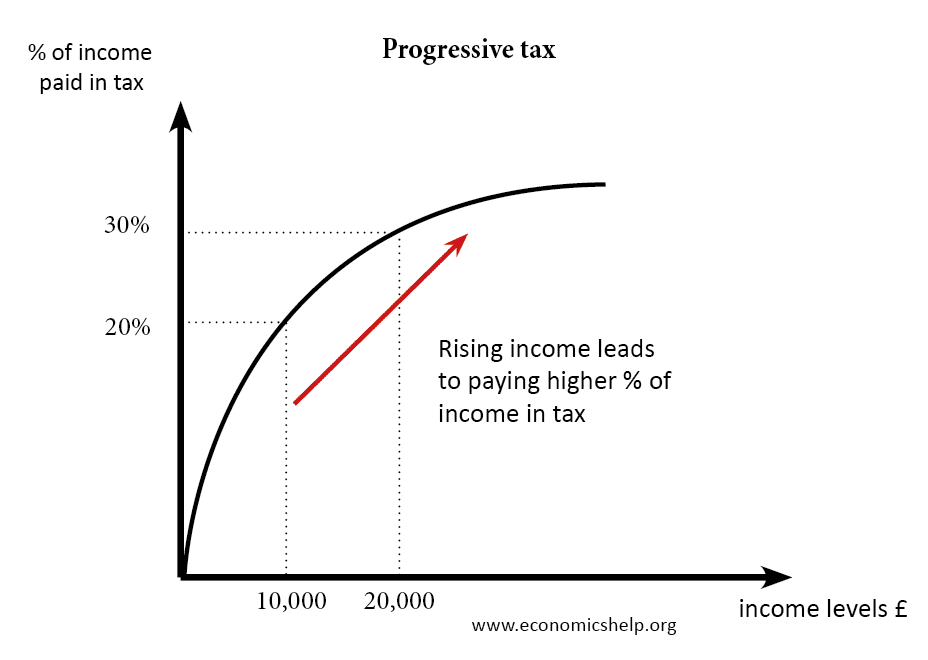 Progressive tax
% of income
paid in tax
30%
20%
Rising income leads
to paying higher % of
income in tax
10,000 20,000
income levels £
www.economicshelp.org